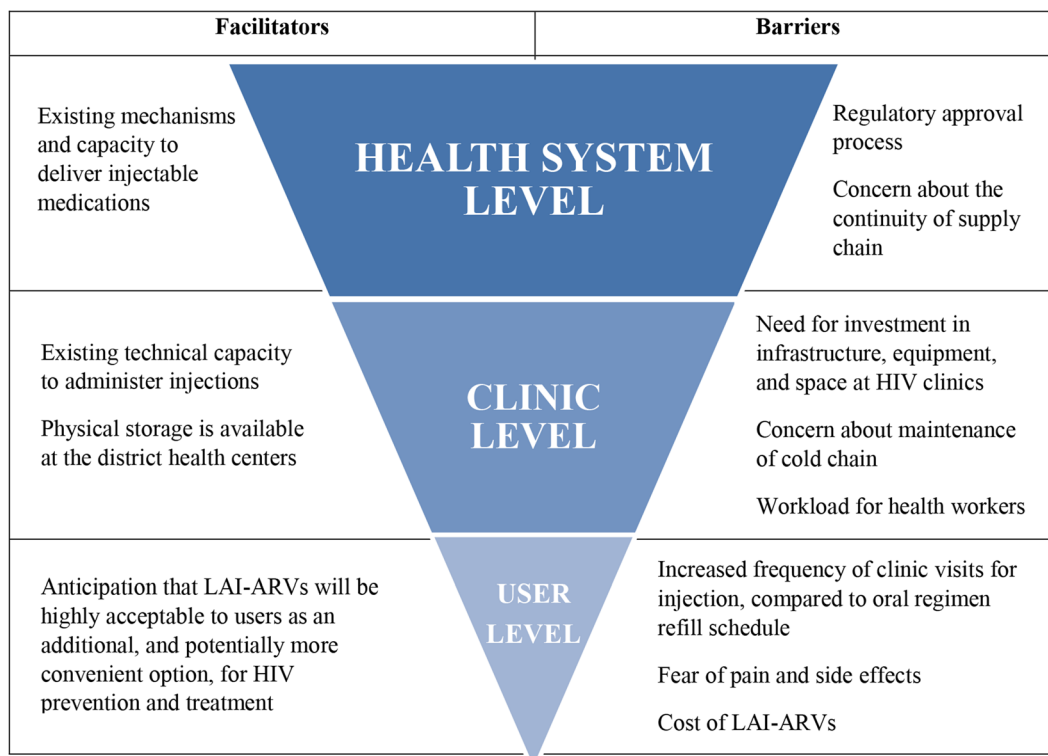 Facilitators
Barriers
Existing mechanisms
and capacity to
deliver injectable
medications
HEALTH SYSTEM
LEVEL
Regulatory approval
process
Concern about the
continuity of supply
chain
Existing technical capacity
to administer injections
Physical storage is available
at the district health centers
CLINIC
LEVEL
Need for investment in
infrastructure, equipment,
and space at HIV clinics
Concern about maintenance
of cold chain
Workload for health workers
Anticipation that LAI-ARVs will be
highly acceptable to users as an
additional, and potentially more
convenient option, for HIV
prevention and treatment
USER
LEVEL
Increased frequency of clinic visits for
injection, compared to oral regimen
refill schedule
Fear of pain and side effects
Cost of LAI-ARVs